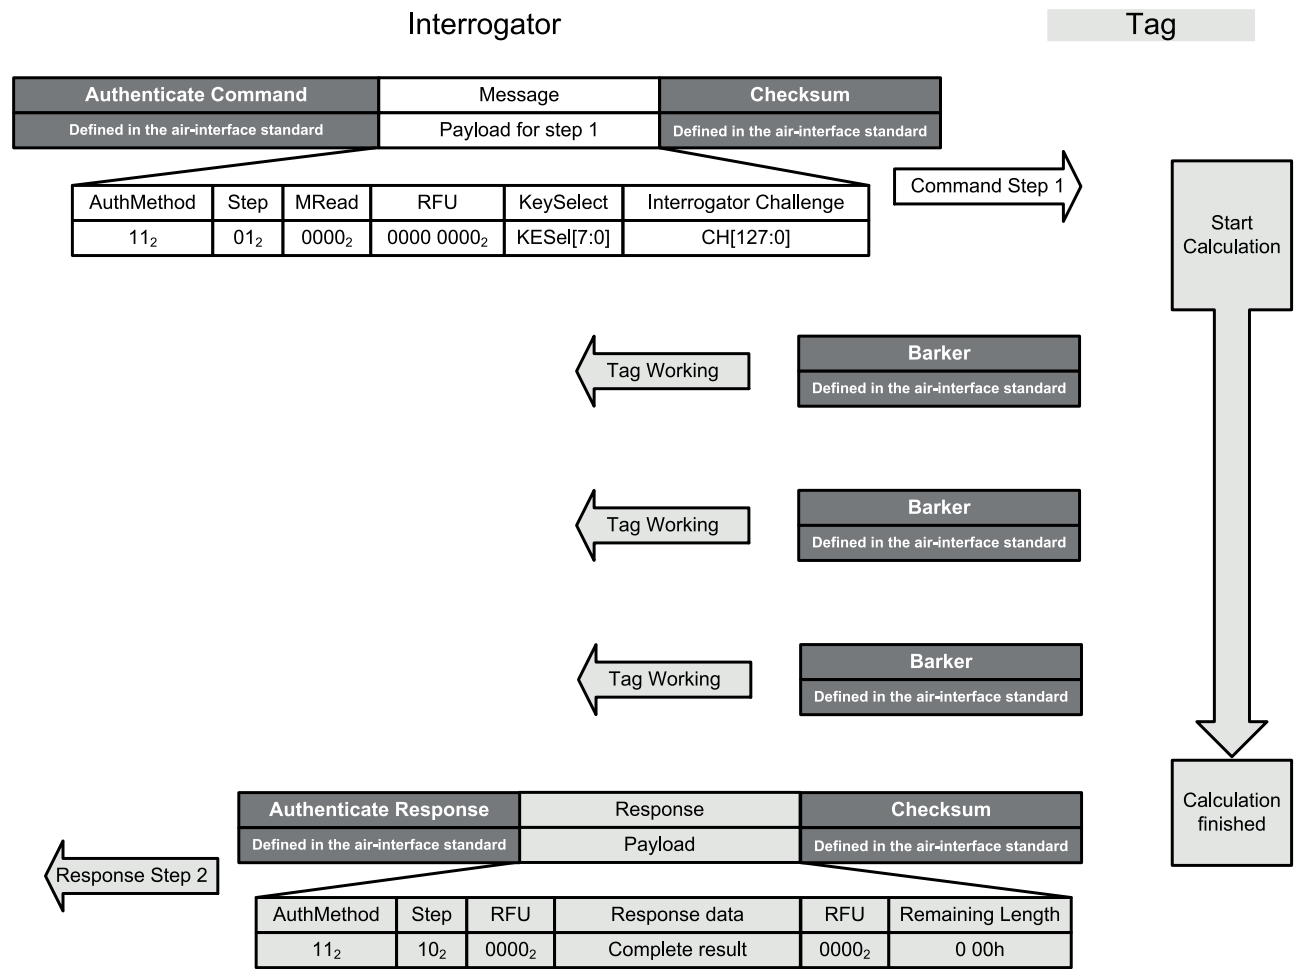 Interrogator
Tag
Authenticate Command
Message
Checksum
Defined in the air-interface standard
Payload for step 1
Defined in the air-interface standard
Command Step 1
AuthMethod
Step
MRead
RFU
KeySelect
Interrogator Challenge
11₂
01₂
0000₂
0000 0000₂
KESel[7:0]
CH[127:0]
Start
Calculation
Tag Working
Barker
Defined in the air-interface standard
Tag Working
Barker
Defined in the air-interface standard
Tag Working
Barker
Defined in the air-interface standard
Calculation
finished
Authenticate Response
Response
Checksum
Defined in the air-interface standard
Payload
Defined in the air-interface standard
Response Step 2
AuthMethod
Step
RFU
Response data
RFU
Remaining Length
11₂
10₂
0000₂
Complete result
0000₂
0 00h